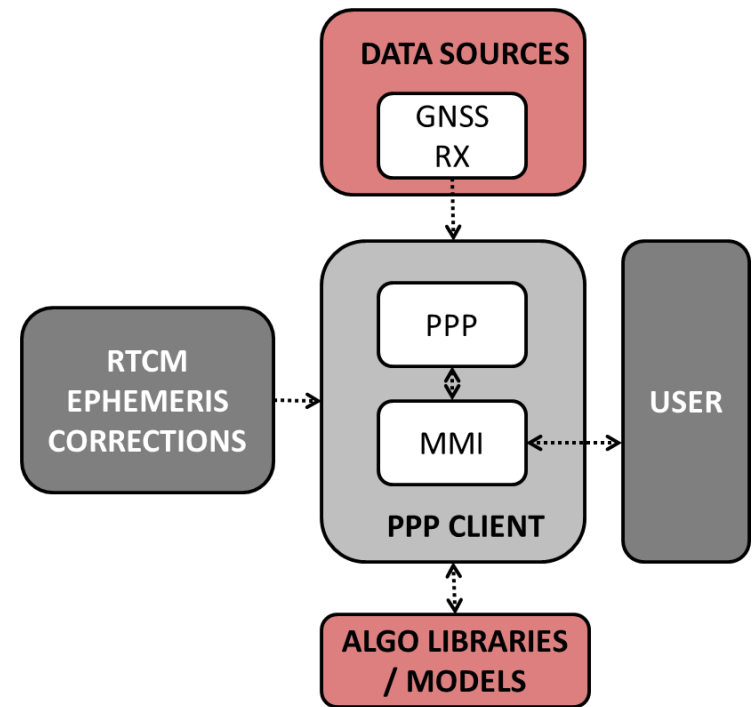 DATA SOURCES
GNSS
RX
PPP
MMI
PPP CLIENT
RTCM
EPHEMERIS
CORRECTIONS
USER
ALGO LIBRARIES
/ MODELS